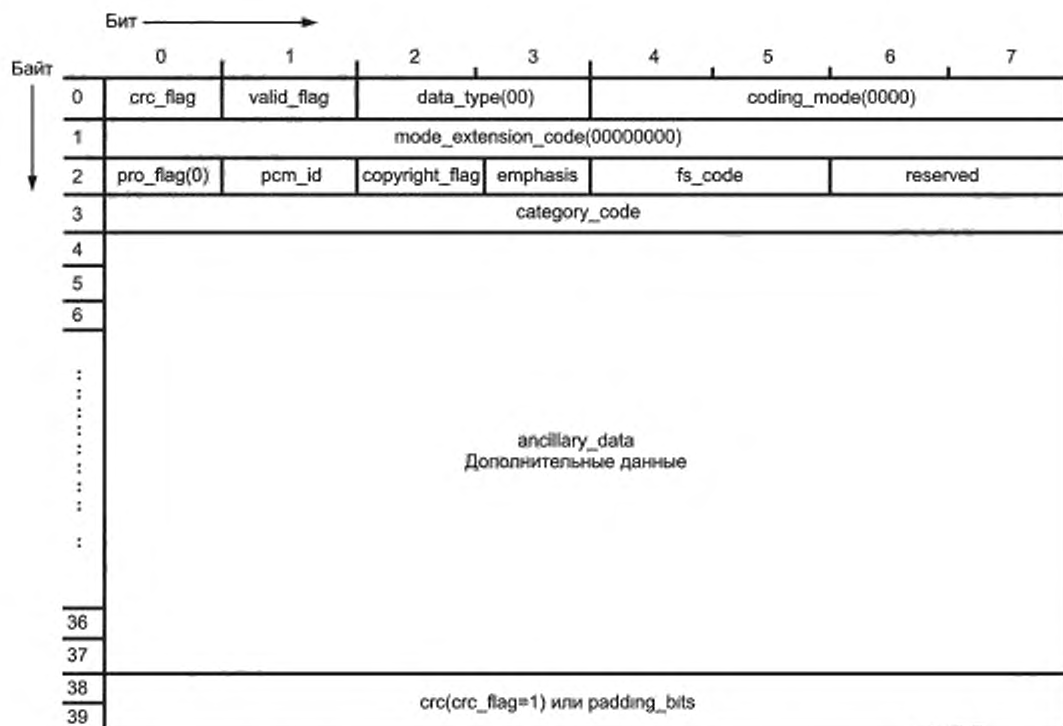 Бит
0 1 2 3 4 5 6 7
Байт
0 crc_flag valid_flag data_type(00) coding_mode(0000)
1 mode_extension_code(00000000)
2 pro_flag(0) pcm_id copyright_flag emphasis fs_code reserved
3 category_code
4
5
6
ancillary_data
Дополнительные данные
36
37
38
crc(crc_flag=1) или padding_bits
39